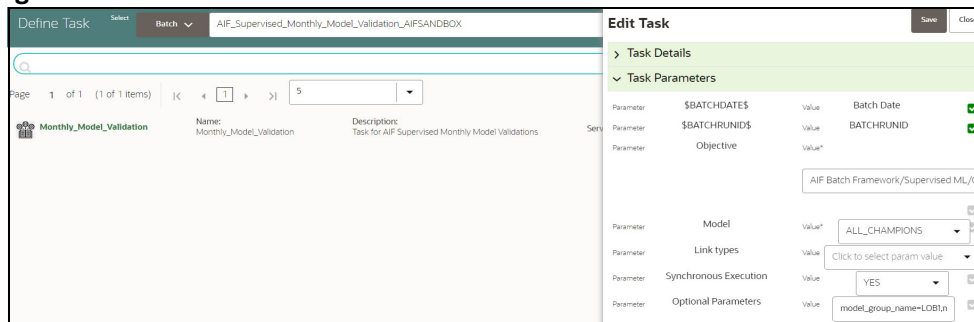 Define Task Select Batch AIF_Supervised_Monthly_Model_Validation_AIFSANDBOX
Page 1 of 1 (1 of 1 items) 1 5
Monthly_Model_Validation
Name:
Monthly_Model_Validation
Description:
Task for AIF Supervised Monthly Model Validations
Serv
Edit Task Save Close
Task Details
Task Parameters
Parameter $BATCHDATE$ Value Batch Date
Parameter $BATCHRUNID$ Value BATCHRUNID
Parameter Objective Value*
AIF Batch Framework/Supervised ML/
Parameter Model Value* ALL_CHAMPIONS
Parameter Link types Value Click to select param value
Parameter Synchronous Execution Value YES
Parameter Optional Parameters Value model_group_name=LOB1,n